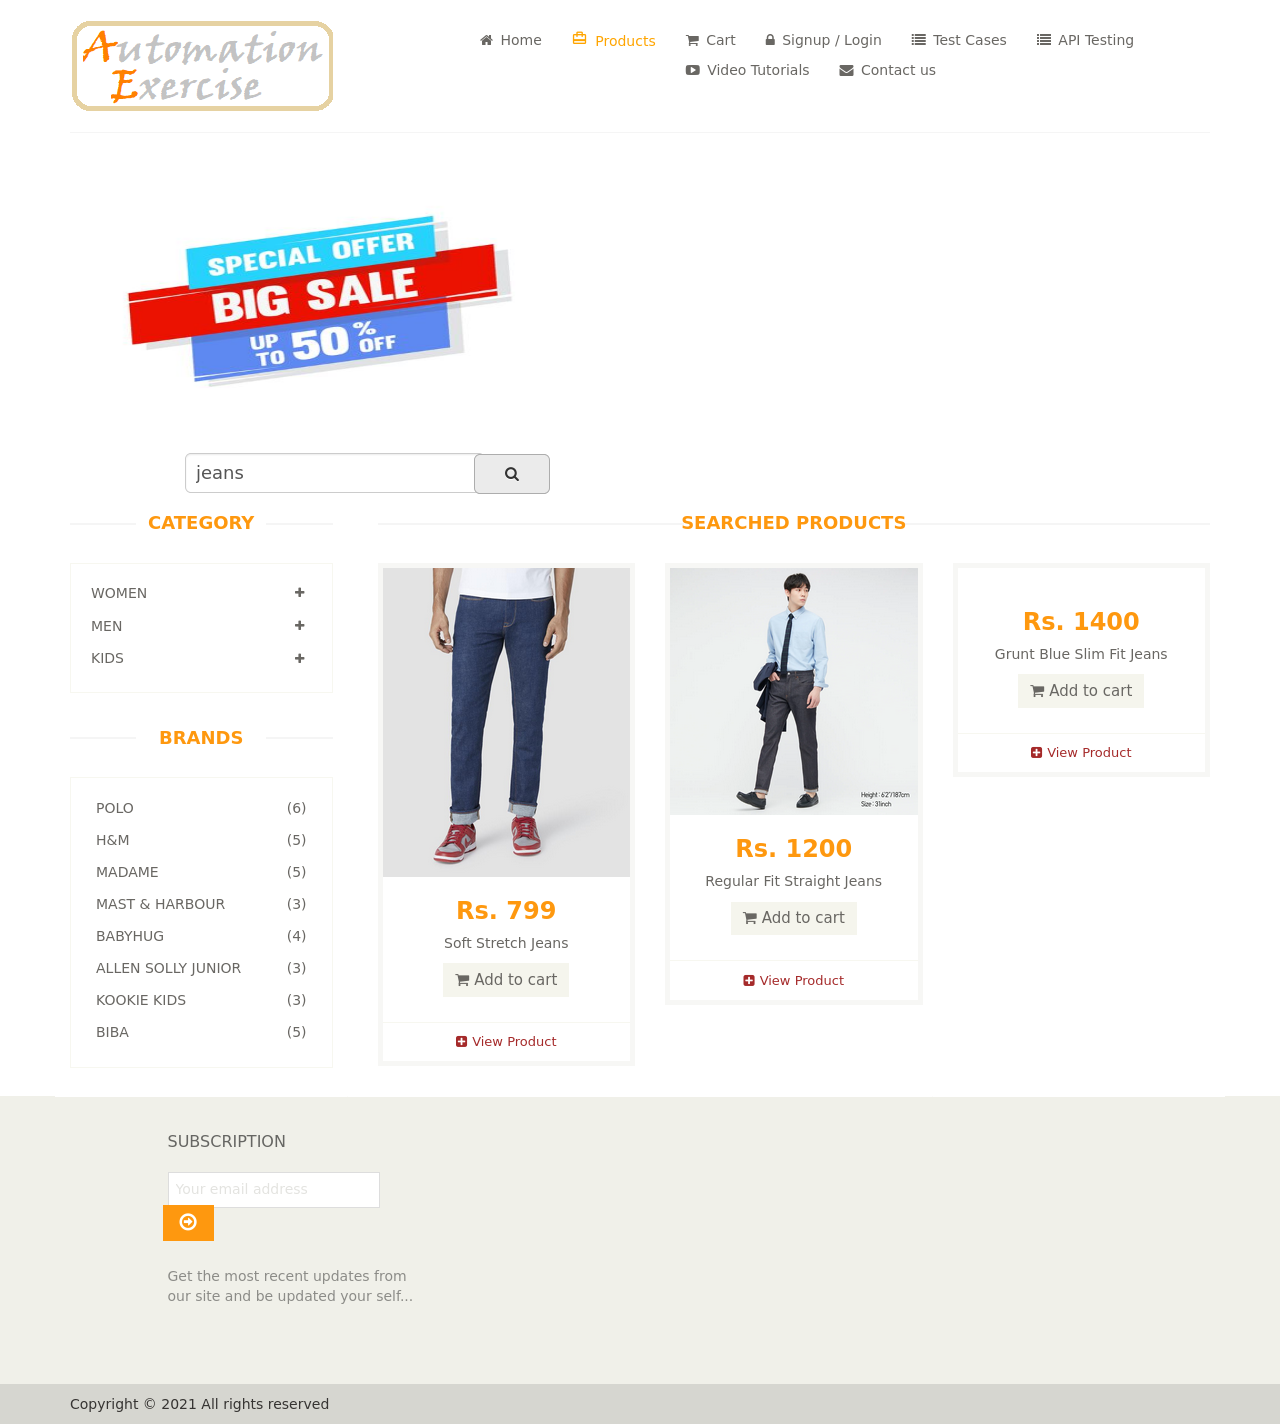 Automation
Exercise
Home
Products
Cart
Signup / Login
Test Cases
API Testing
Video Tutorials
Contact us
SPECIAL OFFER
BIG SALE
UP TO 50% OFF
jeans
CATEGORY
WOMEN
MEN
KIDS
BRANDS
POLO (6)
H&M (5)
MADAME (5)
MAST & HARBOUR (3)
BABYHUG (4)
ALLEN SOLLY JUNIOR (3)
KOOKIE KIDS (3)
BIBA (5)
SEARCHED PRODUCTS
Rs. 799
Soft Stretch Jeans
Add to cart
View Product
Height : 6'2"/187cm
Size : 31inch
Rs. 1200
Regular Fit Straight Jeans
Add to cart
View Product
Rs. 1400
Grunt Blue Slim Fit Jeans
Add to cart
View Product
SUBSCRIPTION
Your email address
Get the most recent updates from
our site and be updated your self...
Copyright © 2021 All rights reserved